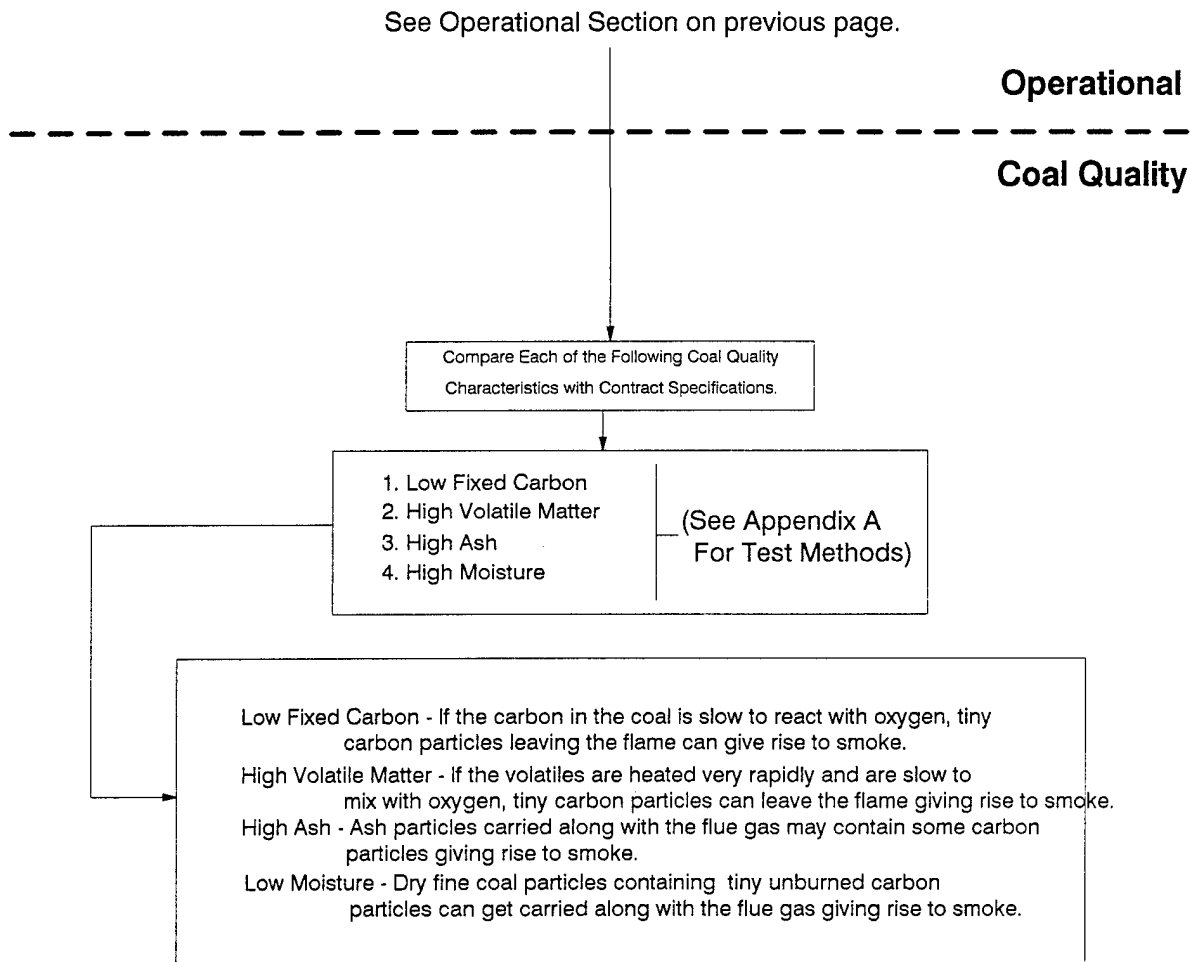 See Operational Section on previous page.
Operational
Coal Quality
Compare Each of the Following Coal Quality
Characteristics with Contract Specifications.
1. Low Fixed Carbon
2. High Volatile Matter
3. High Ash
4. High Moisture
(See Appendix A
For Test Methods)
Low Fixed Carbon - If the carbon in the coal is slow to react with oxygen, tiny
carbon particles leaving the flame can give rise to smoke.
High Volatile Matter - If the volatiles are heated very rapidly and are slow to
mix with oxygen, tiny carbon particles can leave the flame giving rise to smoke.
High Ash - Ash particles carried along with the flue gas may contain some carbon
particles giving rise to smoke.
Low Moisture - Dry fine coal particles containing tiny unburned carbon
particles can get carried along with the flue gas giving rise to smoke.